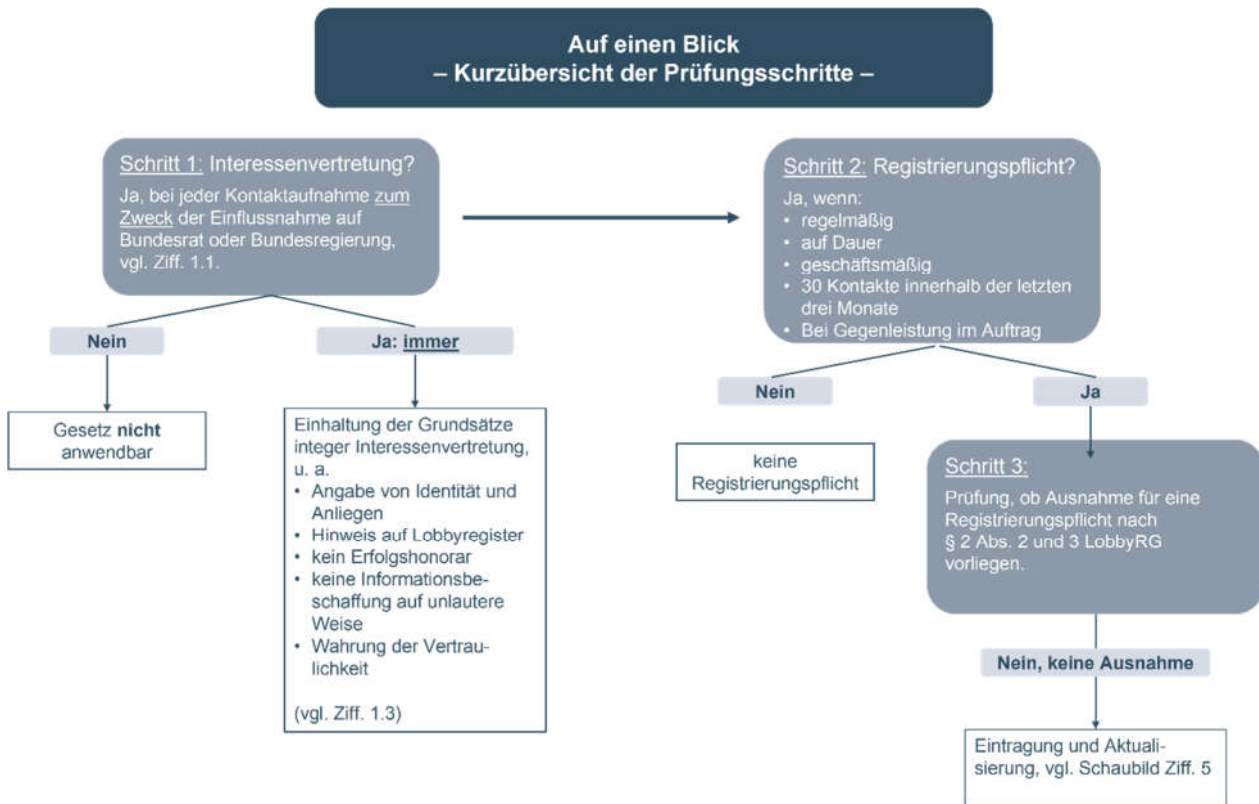 Auf einen Blick
– Kurzübersicht der Prüfungsschritte –
Schritt 1: Interessenvertretung?
Ja, bei jeder Kontaktaufnahme zum
Zweck der Einflussnahme auf
Bundesrat oder Bundesregierung,
vgl. Ziff. 1.1.
Nein
Ja: immer
Gesetz nicht
anwendbar
Einhaltung der Grundsätze
integer Interessenvertretung,
u. a.
• Angabe von Identität und
Anliegen
• Hinweis auf Lobbyregister
• kein Erfolgshonorar
• keine Informationsbe-
schaffung auf unlautere
Weise
• Wahrung der Vertrau-
lichkeit
(vgl. Ziff. 1.3)
Schritt 2: Registrierungspflicht?
Ja, wenn:
• regelmäßig
• auf Dauer
• geschäftsmäßig
• 30 Kontakte innerhalb der letzten
drei Monate
• Bei Gegenleistung im Auftrag
Nein
Ja
keine
Registrierungspflicht
Schritt 3:
Prüfung, ob Ausnahme für eine
Registrierungspflicht nach
§ 2 Abs. 2 und 3 LobbyRG
vorliegen.
Nein, keine Ausnahme
Eintragung und Aktuali-
sierung, vgl. Schaubild Ziff. 5